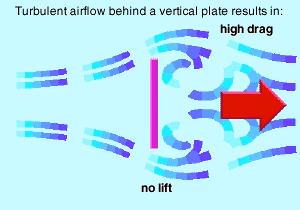 Turbulent airflow behind a vertical plate results in:
high drag
no lift